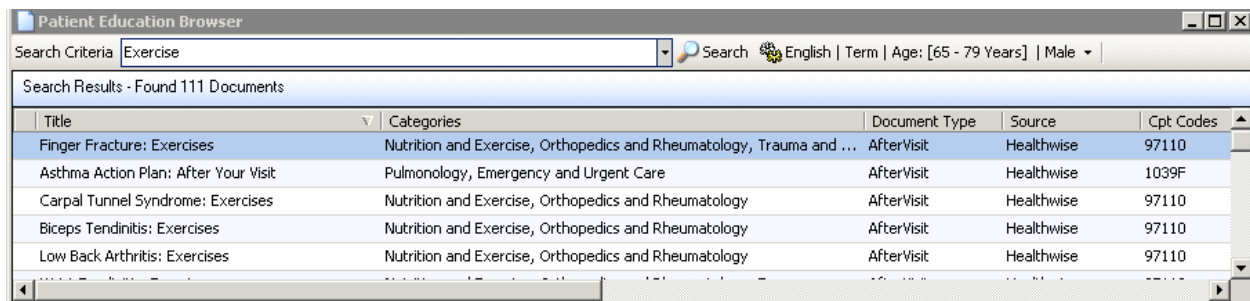 Patient Education Browser
Search Criteria Exercise Search English | Term | Age: [65 - 79 Years] | Male
Search Results - Found 111 Documents
Title Categories Document Type Source Cpt Codes
Finger Fracture: Exercises Nutrition and Exercise, Orthopedics and Rheumatology, Trauma and ... AfterVisit Healthwise 97110
Asthma Action Plan: After Your Visit Pulmonology, Emergency and Urgent Care AfterVisit Healthwise 1039F
Carpal Tunnel Syndrome: Exercises Nutrition and Exercise, Orthopedics and Rheumatology AfterVisit Healthwise 97110
Biceps Tendinitis: Exercises Nutrition and Exercise, Orthopedics and Rheumatology AfterVisit Healthwise 97110
Low Back Arthritis: Exercises Nutrition and Exercise, Orthopedics and Rheumatology AfterVisit Healthwise 97110